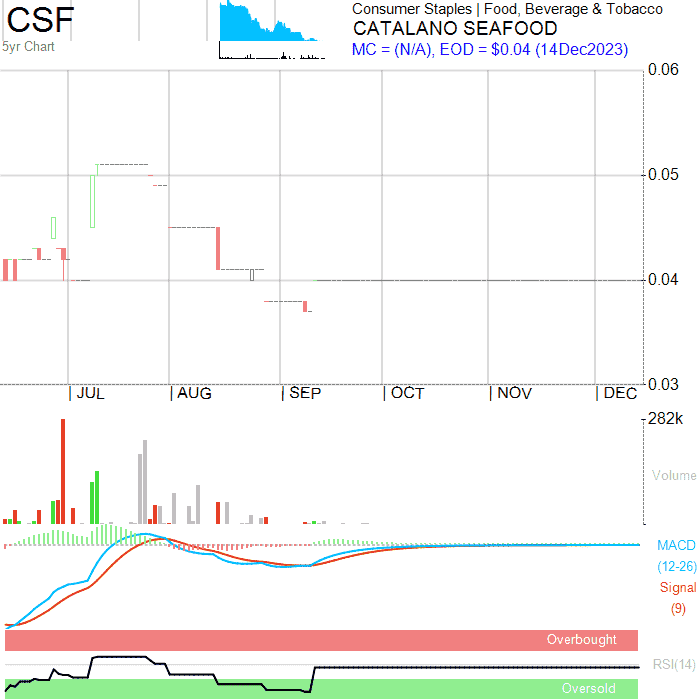 CSF
5yr Chart
Consumer Staples | Food, Beverage & Tobacco
CATALANO SEAFOOD
MC = (N/A), EOD = $0.04 (14Dec2023)
0.06
0.05
0.04
0.03
JUL AUG SEP OCT NOV DEC
282k
Volume
MACD
(12-26)
Signal
(9)
Overbought
RSI(14)
Oversold